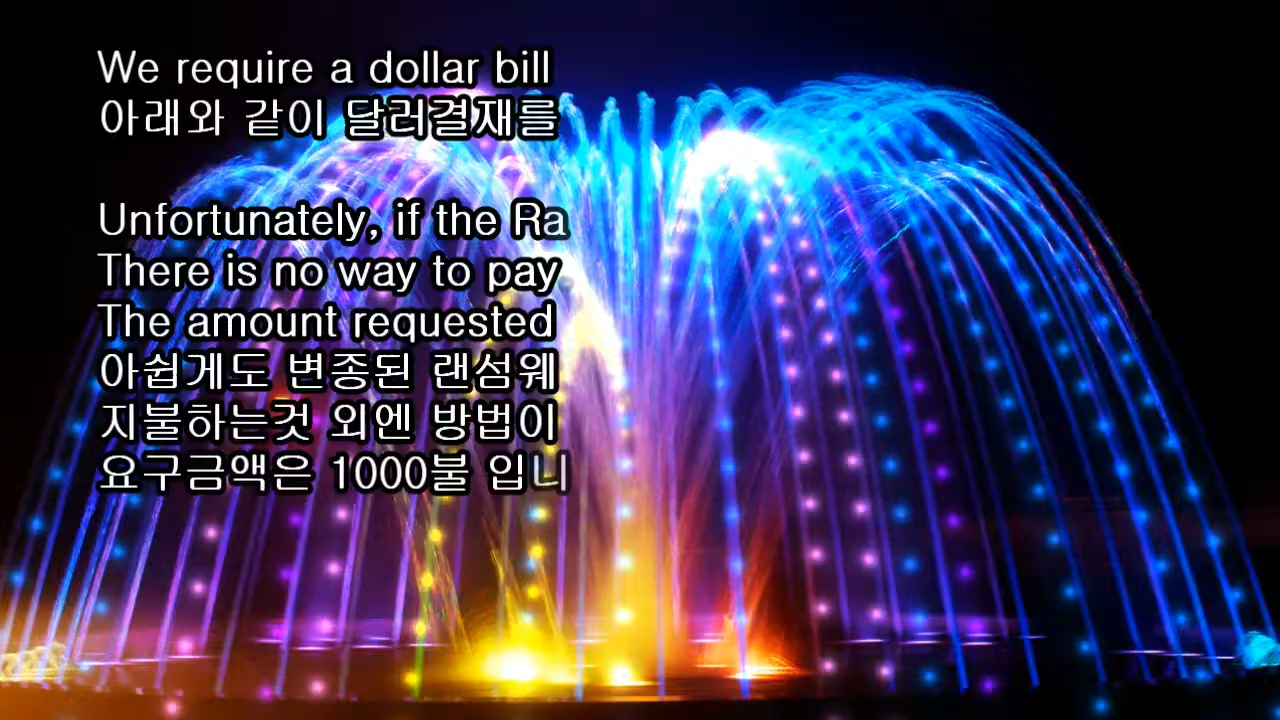 We require a dollar bill
아래와 같이 달러결재를
Unfortunately, if the Ra
There is no way to pay
The amount requested
아쉽게도 변종된 랜섬웨
지불하는것 외엔 방법이
요구금액은 1000불 입니